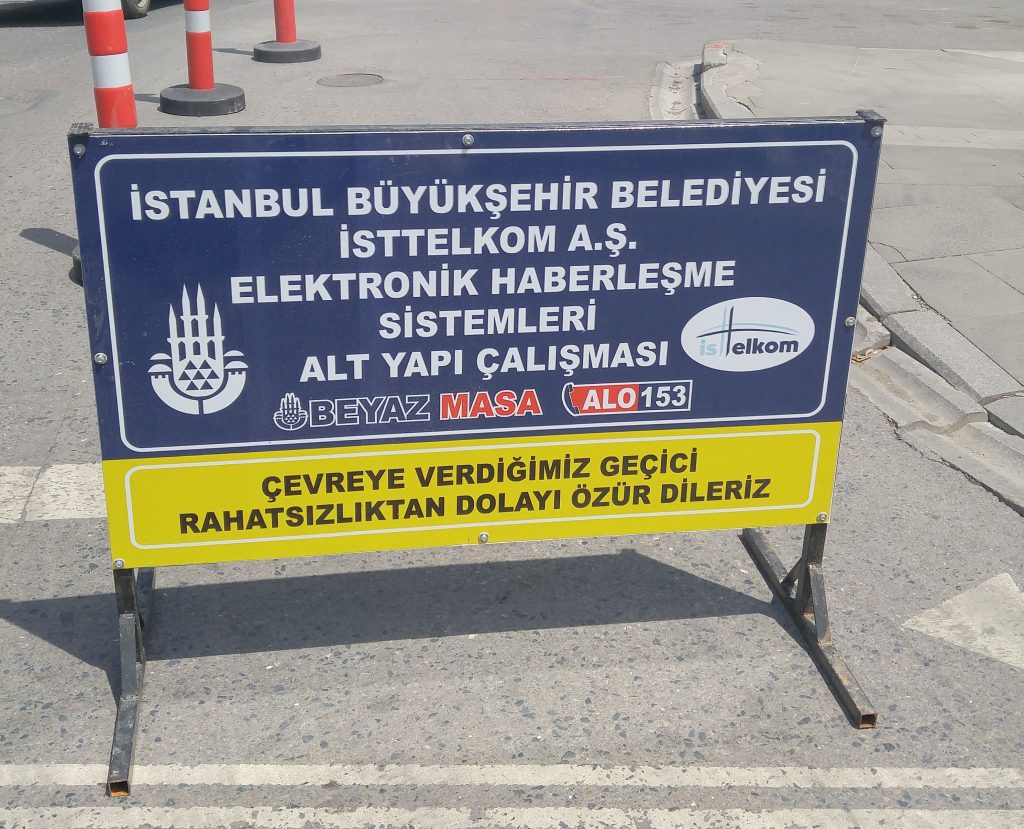 İSTANBUL BÜYÜKŞEHİR BELEDİYESİ
İSTTELKOM A.Ş.
ELEKTRONİK HABERLEŞME
SİSTEMLERİ
ALT YAPI ÇALIŞMASI
isttelkom
BEYAZ MASA ALO 153
ÇEVREYE VERDİĞİMİZ GEÇİCİ
RAHATSIZLIKTAN DOLAYI ÖZÜR DİLERİZ